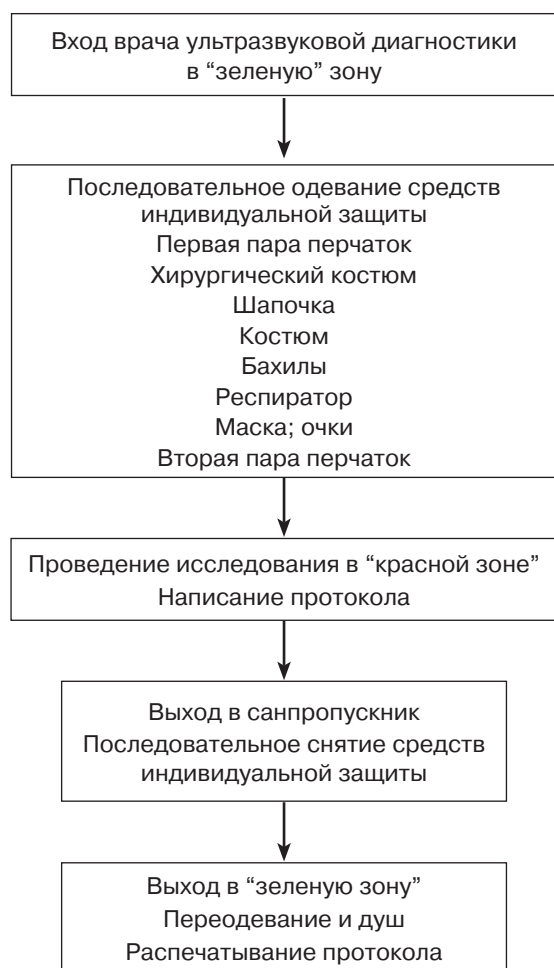 Вход врача ультразвуковой диагностики
в “зеленую” зону
Последовательное одевание средств
индивидуальной защиты
Первая пара перчаток
Хирургический костюм
Шапочка
Костюм
Бахилы
Респиратор
Маска; очки
Вторая пара перчаток
Проведение исследования в “красной зоне”
Написание протокола
Выход в санпропускник
Последовательное снятие средств
индивидуальной защиты
Выход в “зеленую зону”
Переодевание и душ
Распечатывание протокола